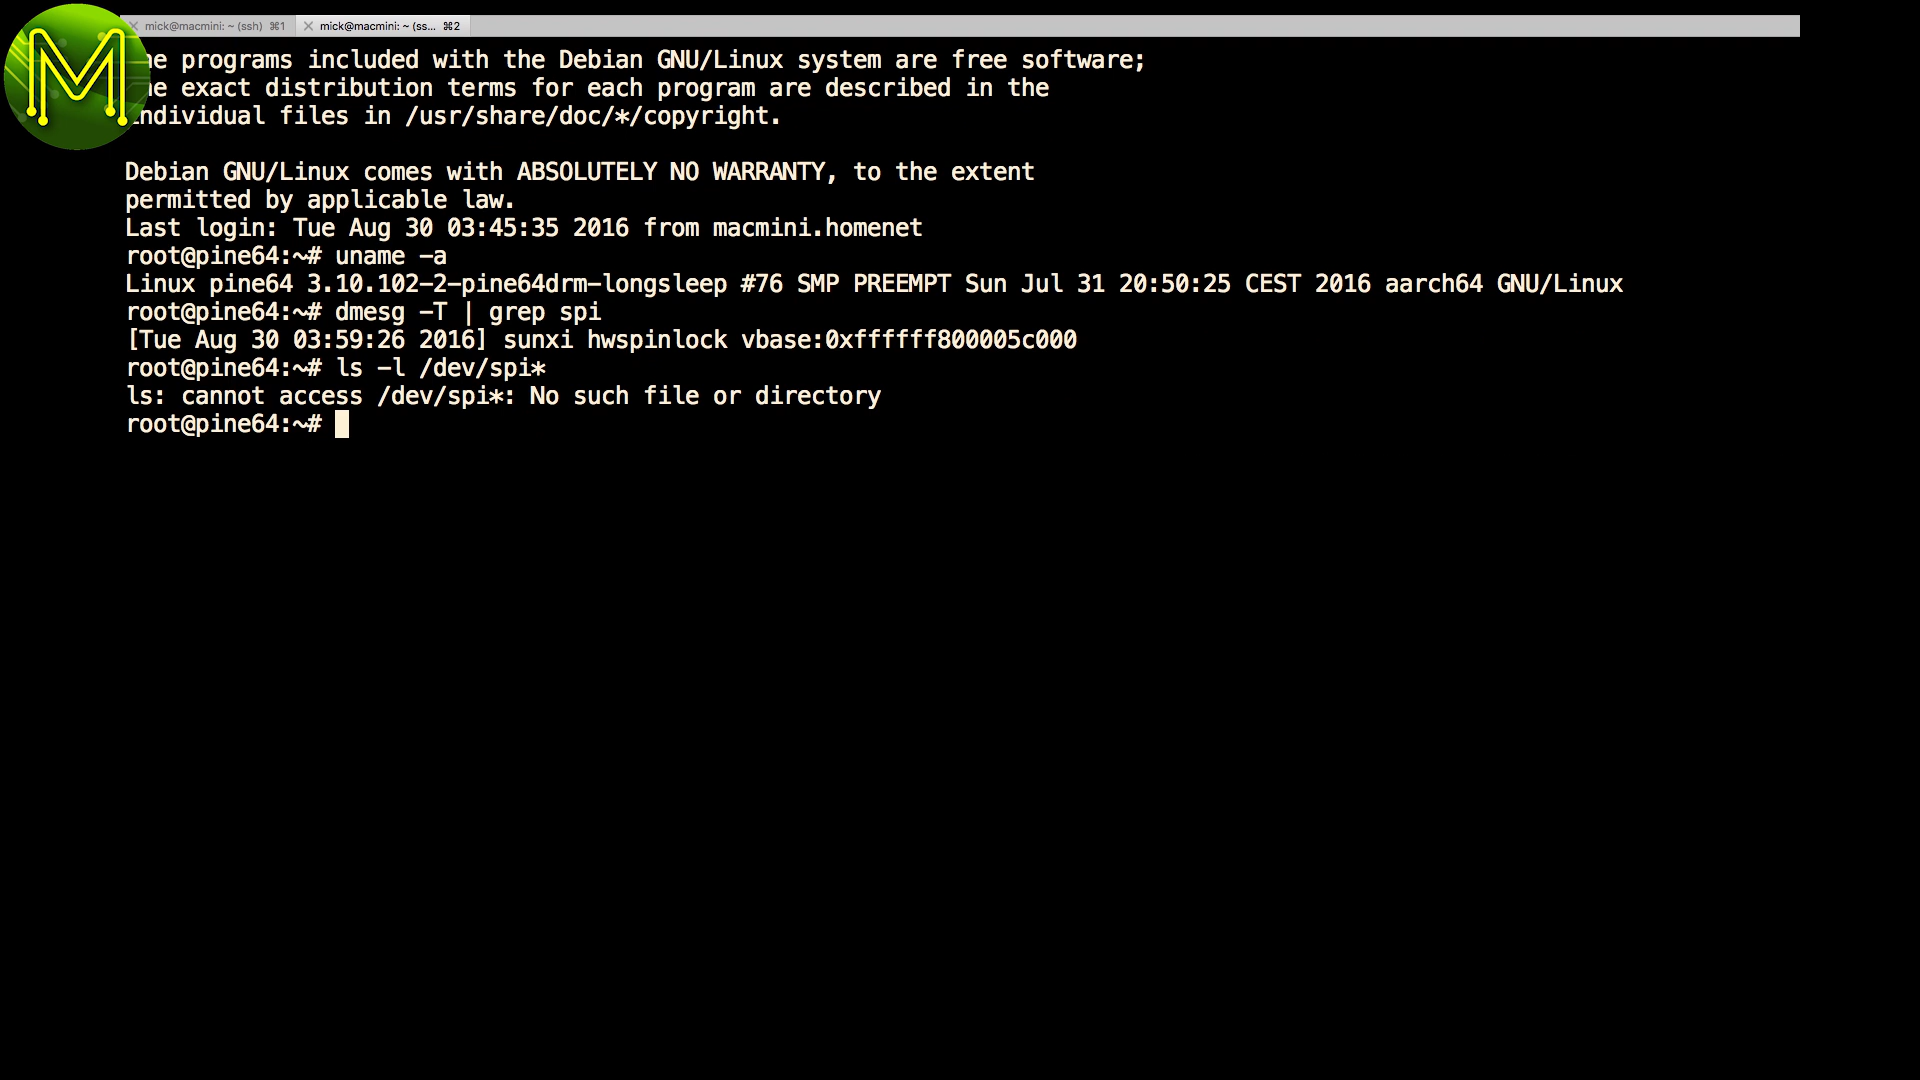 mick@macmini: ~ (ssh) ⌘1 mick@macmini: ~ (ss... ⌘2
he programs included with the Debian GNU/Linux system are free software;
he exact distribution terms for each program are described in the
individual files in /usr/share/doc/*/copyright.
Debian GNU/Linux comes with ABSOLUTELY NO WARRANTY, to the extent
permitted by applicable law.
Last login: Tue Aug 30 03:45:35 2016 from macmini.homenet
root@pine64:~# uname -a
Linux pine64 3.10.102-2-pine64drm-longsleep #76 SMP PREEMPT Sun Jul 31 20:50:25 CEST 2016 aarch64 GNU/Linux
root@pine64:~# dmesg -T | grep spi
[Tue Aug 30 03:59:26 2016] sunxi hwspinlock vbase:0xffffff800005c000
root@pine64:~# ls -l /dev/spi*
ls: cannot access /dev/spi*: No such file or directory
root@pine64:~#
M